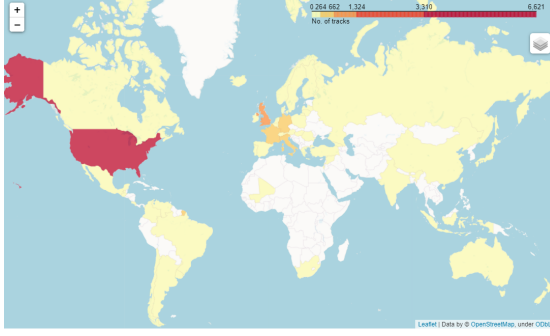 +
−
0 264 662 1,324 3,310 6,621
No. of tracks
Leaflet | Data by © OpenStreetMap, under ODbL